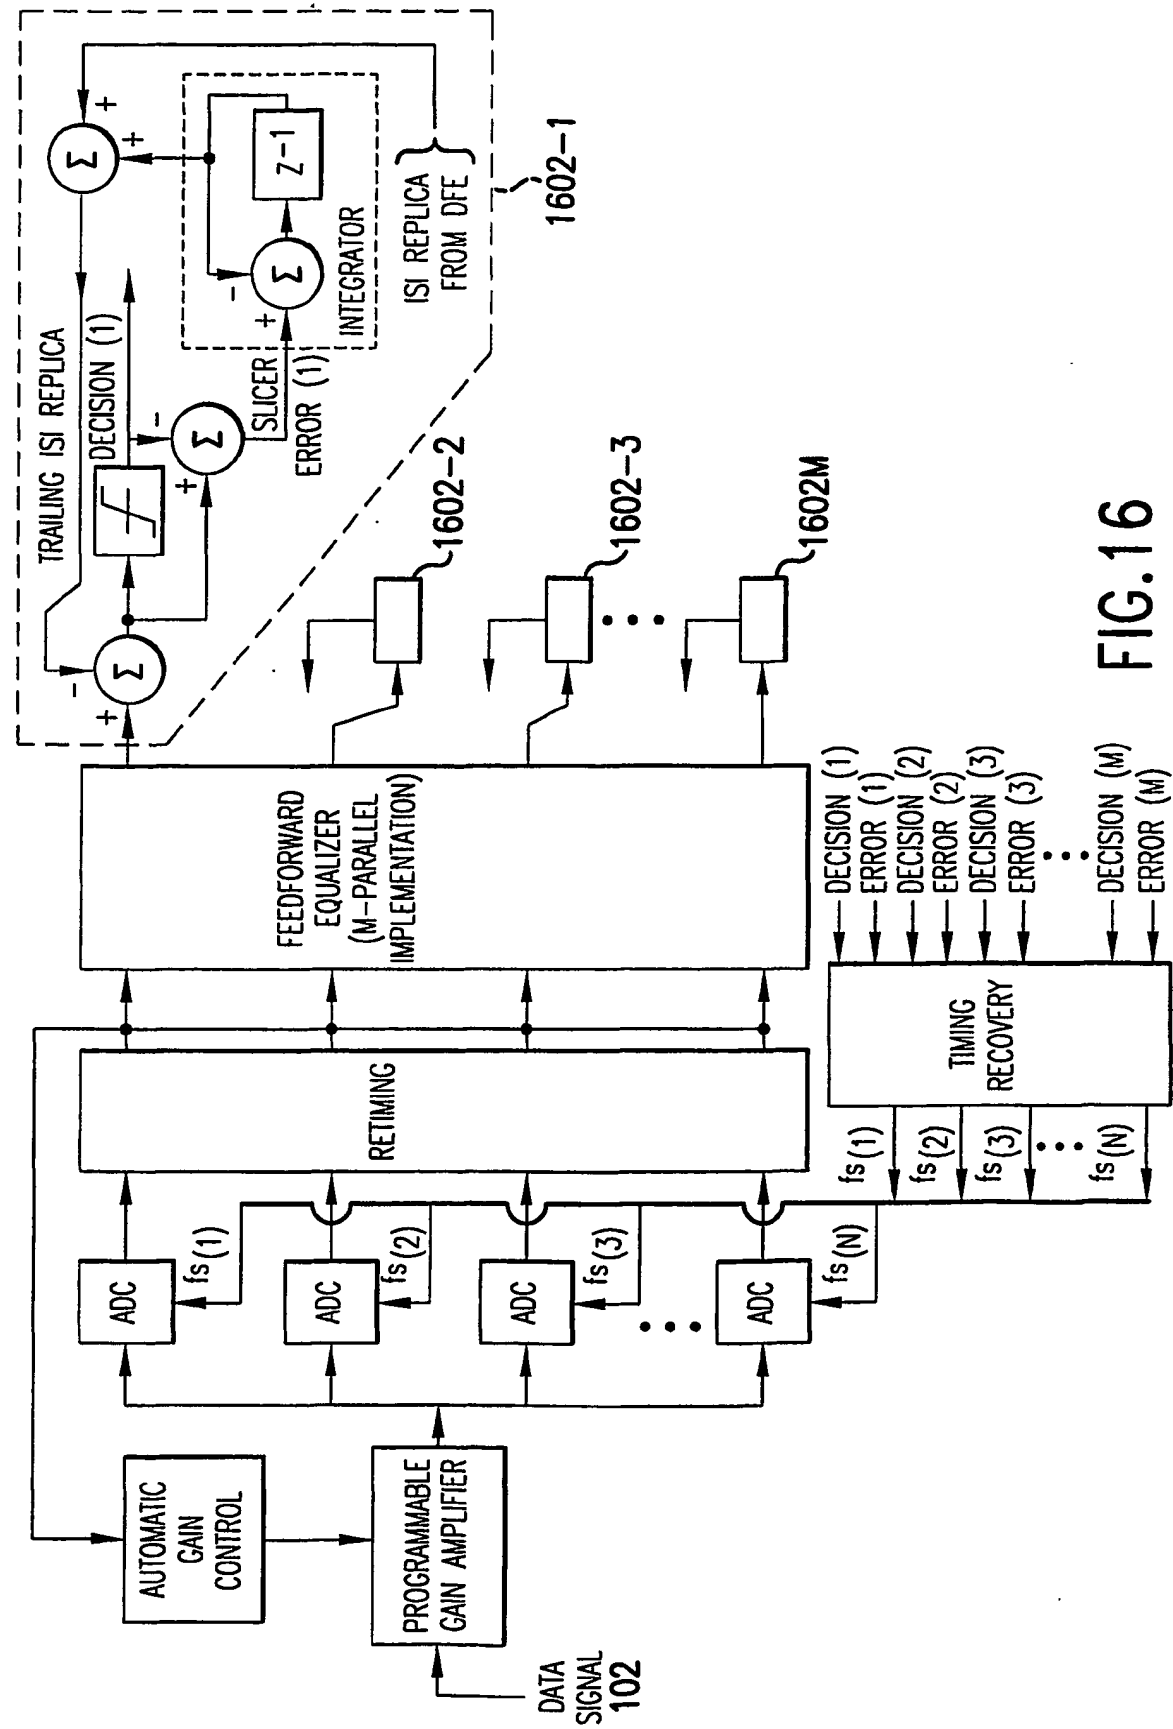 DATA
SIGNAL
102
PROGRAMMABLE
GAIN AMPLIFIER
AUTOMATIC
GAIN
CONTROL
ADC
fs(1)
ADC
fs(2)
ADC
fs(3)
ADC
fs(N)
RETIMING
FEEDFORWARD
EQUALIZER
(M-PARALLEL
IMPLEMENTATION)
TIMING
RECOVERY
fs(1)
fs(2)
fs(3)
fs(N)
DECISION (1)
ERROR (1)
DECISION (2)
ERROR (2)
DECISION (3)
ERROR (3)
DECISION (M)
ERROR (M)
TRAILING ISI REPLICA
DECISION (1)
+
-
Σ
+
-
Σ
SLICER
ERROR (1)
+
-
Σ
Z-1
INTEGRATOR
+
+
Σ
ISI REPLICA
FROM DFE
1602-1
1602-2
1602-3
1602M
FIG.16